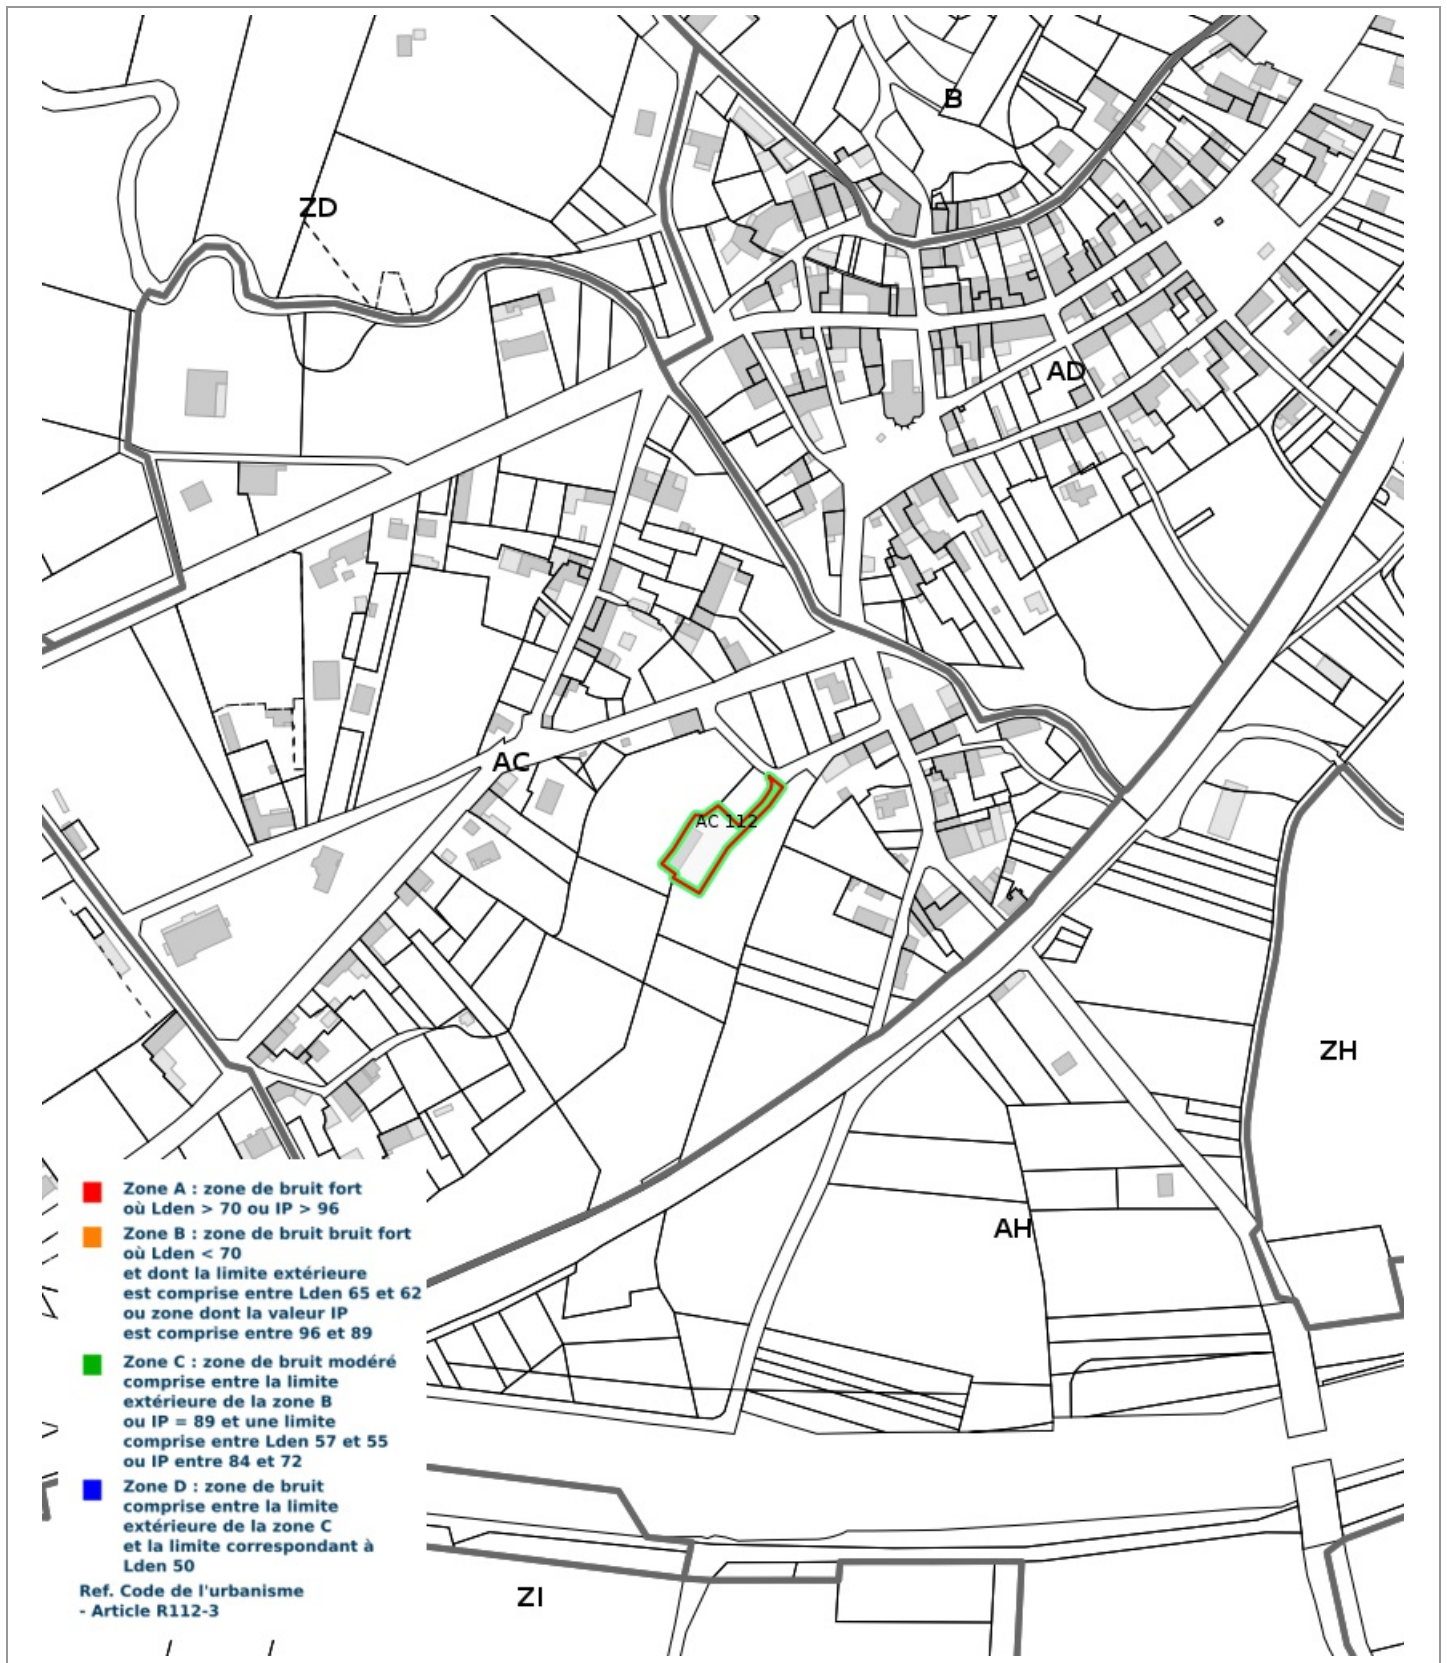 B
ZD
AD
AC
AC 112
ZH
AH
Zone A : zone de bruit fort
où Lden > 70 ou IP > 96
Zone B : zone de bruit bruit fort
où Lden < 70
et dont la limite extérieure
est comprise entre Lden 65 et 62
ou zone dont la valeur IP
est comprise entre 96 et 89
Zone C : zone de bruit modéré
comprise entre la limite
extérieure de la zone B
ou IP = 89 et une limite
comprise entre Lden 57 et 55
ou IP entre 84 et 72
Zone D : zone de bruit
comprise entre la limite
extérieure de la zone C
et la limite correspondant à
Lden 50
Ref. Code de l'urbanisme
- Article R112-3
ZI